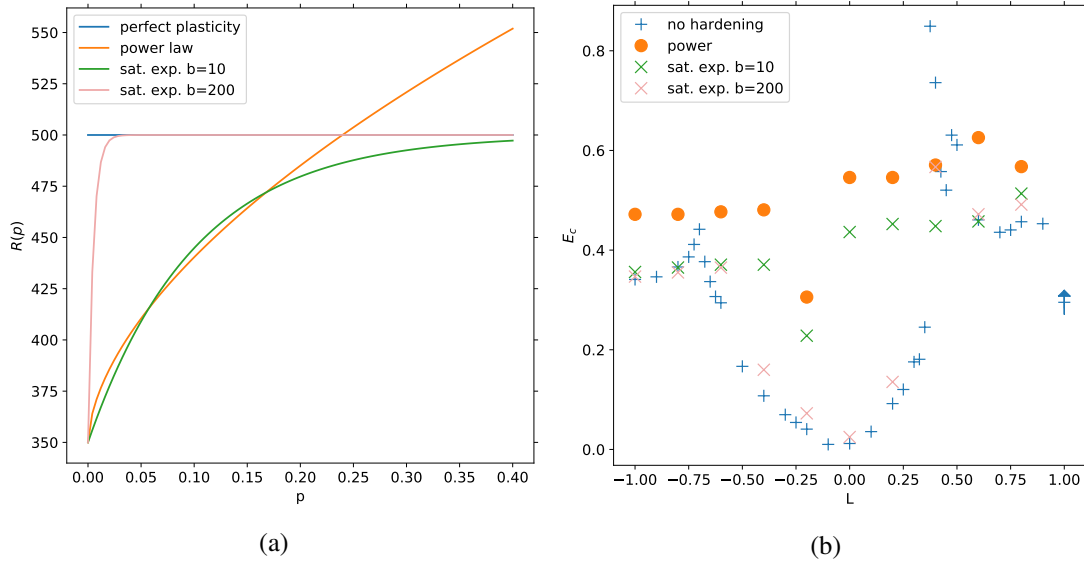 perfect plasticity
power law
sat. exp. b=10
sat. exp. b=200
550
525
500
475
450
425
400
375
350
R(p)
0.00 0.05 0.10 0.15 0.20 0.25 0.30 0.35 0.40
p
(a)
no hardening
power
sat. exp. b=10
sat. exp. b=200
0.8
0.6
0.4
0.2
0.0
E_c
−1.00 −0.75 −0.50 −0.25 0.00 0.25 0.50 0.75 1.00
L
(b)